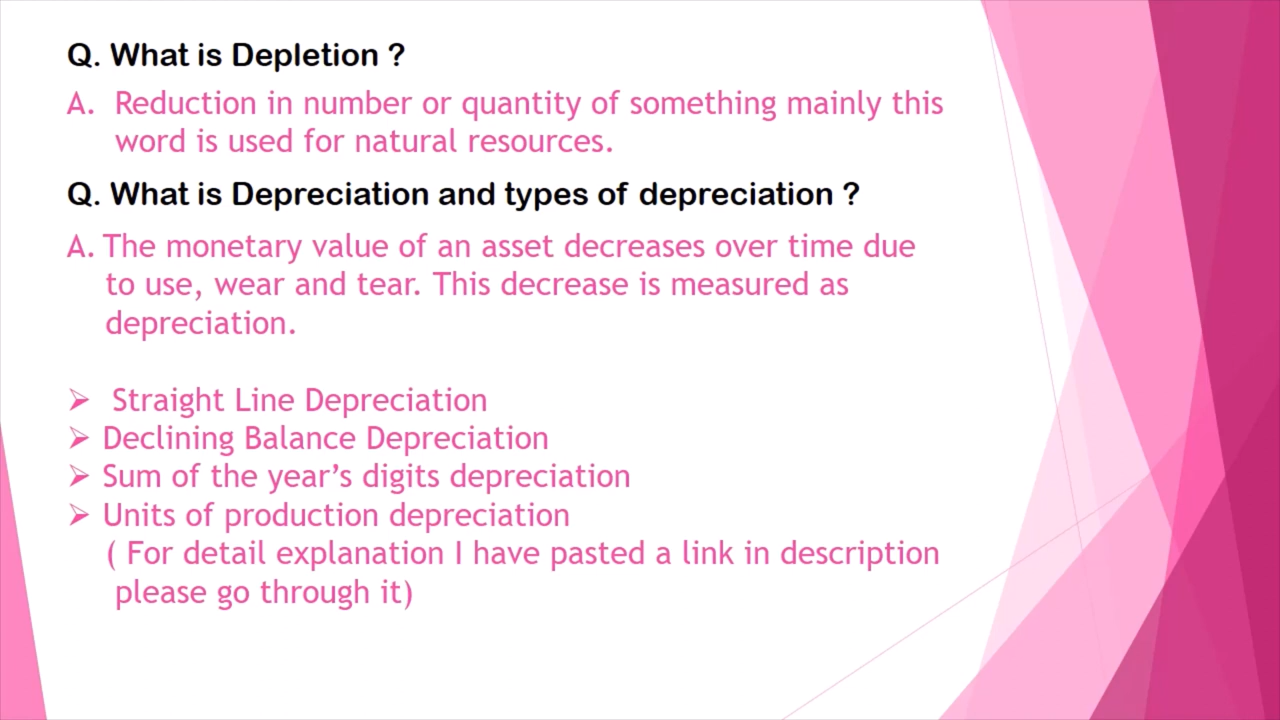 Q. What is Depletion ?
A. Reduction in number or quantity of something mainly this
word is used for natural resources.
Q. What is Depreciation and types of depreciation ?
A. The monetary value of an asset decreases over time due
to use, wear and tear. This decrease is measured as
depreciation.
➢ Straight Line Depreciation
➢ Declining Balance Depreciation
➢ Sum of the year’s digits depreciation
➢ Units of production depreciation
( For detail explanation I have pasted a link in description
please go through it)